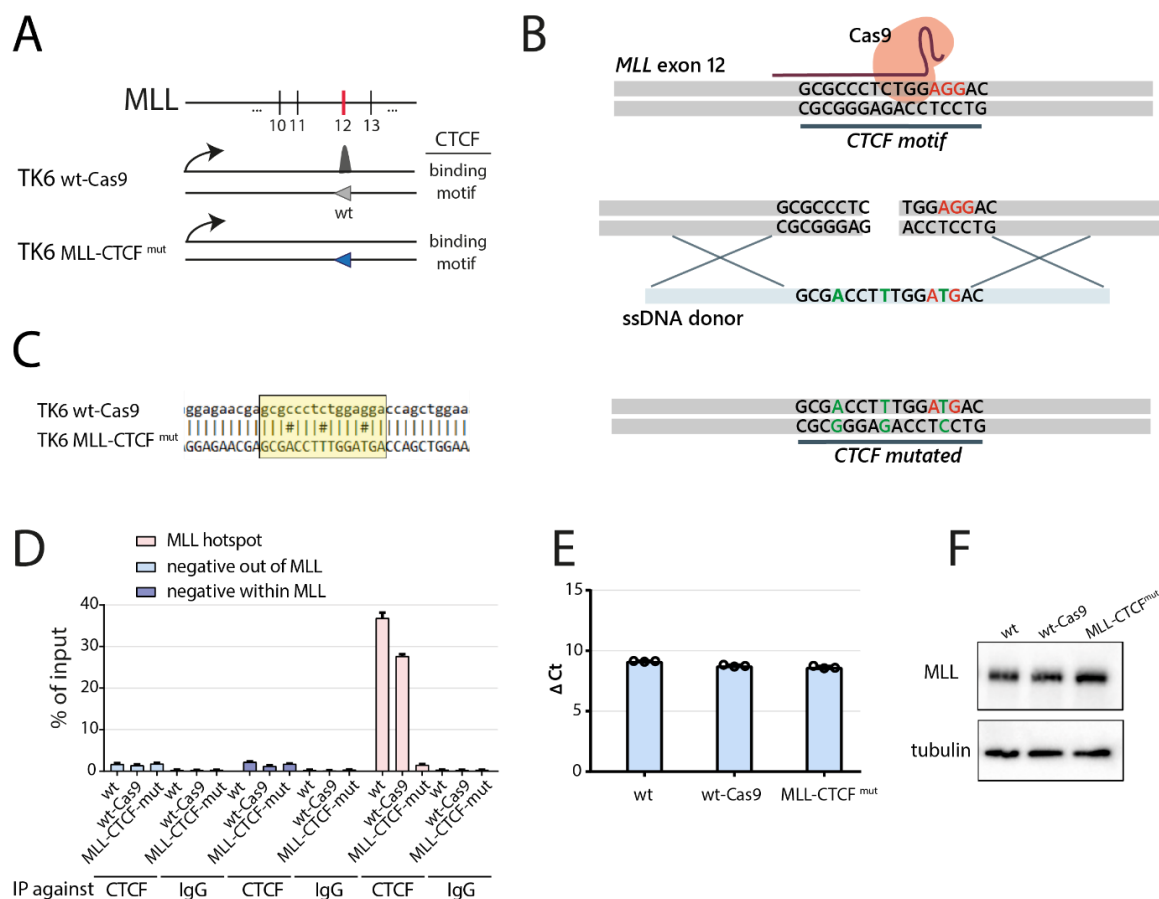 A
MLL
... ...
10 11 12 13
CTCF
TK6 wt-Cas9
binding
motif
wt
TK6 MLL-CTCF mut
binding
motif
B
Cas9
MLL exon 12
GCGCCCTCTGGAGGAC
CGCGGGAGACCTCCTG
CTCF motif
GCGCCCTC TGGAGGAC
CGCGGGAG ACCTCCTG
GCGACCTTTGGATGAC
ssDNA donor
GCGACCTTTGGATGAC
CGCGGGAGACCTCCTG
CTCF mutated
C
TK6 wt-Cas9
ggagaacgagcgccctctggaggaccagctggaa
||||||||||||||#|||#||||#||||||||||
TK6 MLL-CTCF mut
GGAGAACGAGCGACCTTTGGATGACCAGCTGGAA
D
MLL hotspot
negative out of MLL
negative within MLL
% of input
40
30
20
10
0
wt wt-Cas9 MLL-CTCF-mut wt wt-Cas9 MLL-CTCF-mut wt wt-Cas9 MLL-CTCF-mut wt wt-Cas9 MLL-CTCF-mut wt wt-Cas9 MLL-CTCF-mut wt wt-Cas9 MLL-CTCF-mut
IP against CTCF IgG CTCF IgG CTCF IgG
E
Δ Ct
15
10
5
0
wt wt-Cas9 MLL-CTCF mut
F
wt wt-Cas9 MLL-CTCFmut
MLL
tubulin